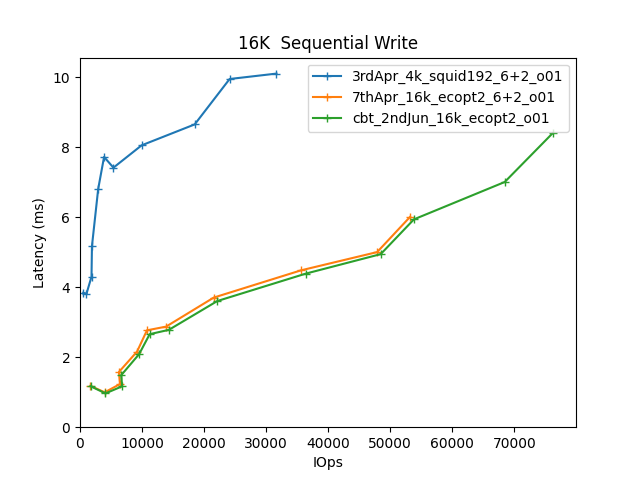 16K  Sequential Write
3rdApr_4k_squid192_6+2_o01
7thApr_16k_ecopt2_6+2_o01
cbt_2ndJun_16k_ecopt2_o01
Latency (ms)
10
8
6
4
2
0
0 10000 20000 30000 40000 50000 60000 70000
IOps